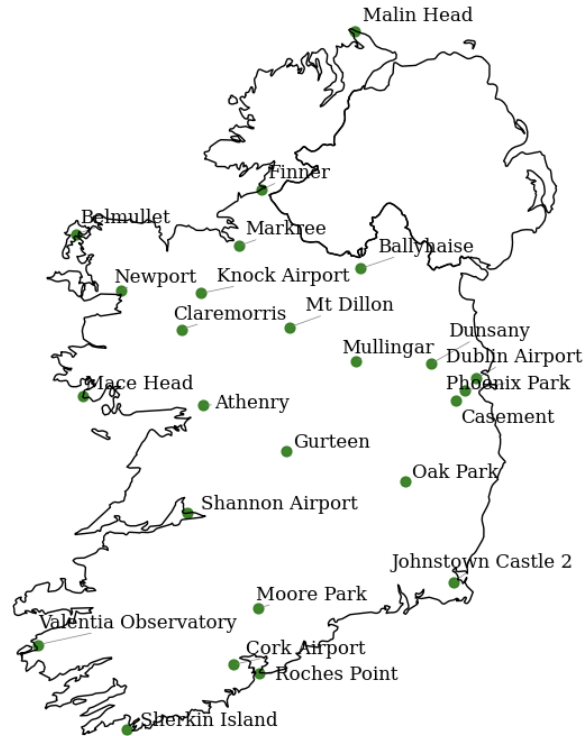 Malin Head
Finner
Belmullet
Markree
Ballyhaise
Newport
Knock Airport
Claremorris
Mt Dillon
Dunsany
Mullingar
Dublin Airport
Mace Head
Phoenix Park
Athenry
Casement
Gurteen
Oak Park
Shannon Airport
Johnstown Castle 2
Moore Park
Valentia Observatory
Cork Airport
Roches Point
Sherkin Island